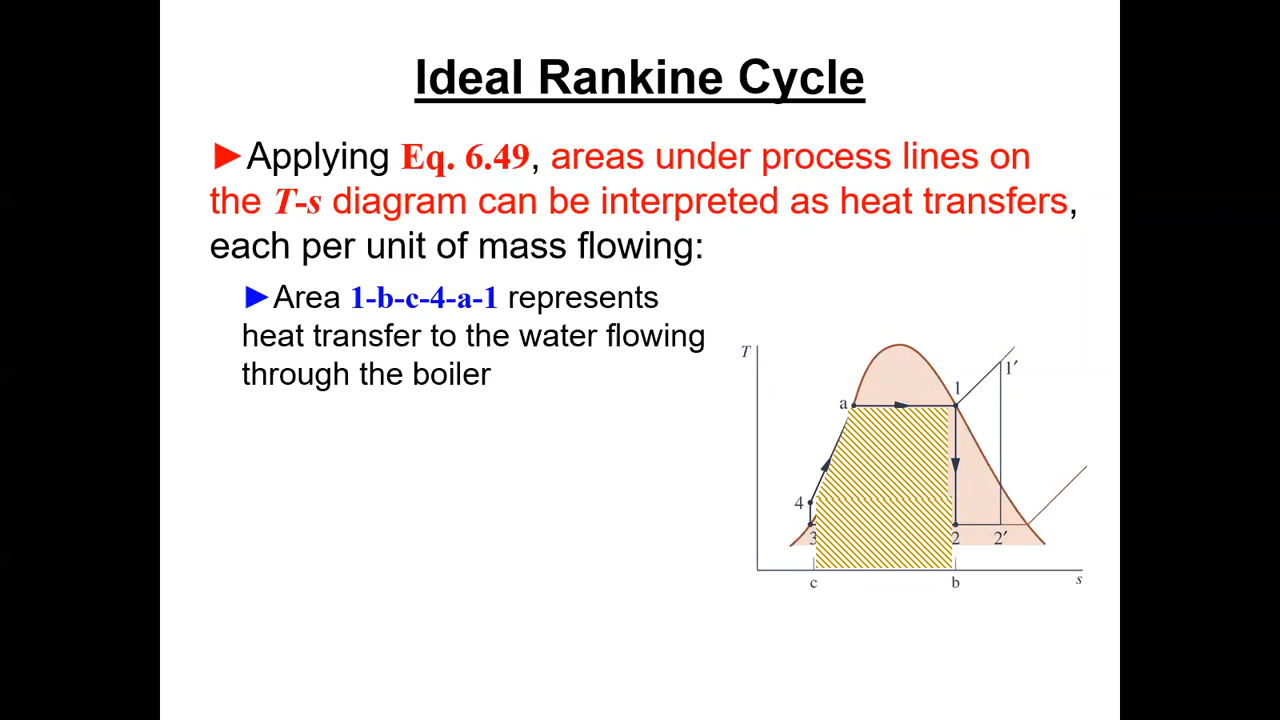 Ideal Rankine Cycle
►Applying Eq. 6.49, areas under process lines on
the T-s diagram can be interpreted as heat transfers,
each per unit of mass flowing:
►Area 1-b-c-4-a-1 represents
heat transfer to the water flowing
through the boiler
T
1′
1
a
4
3
2
2′
c
b
s